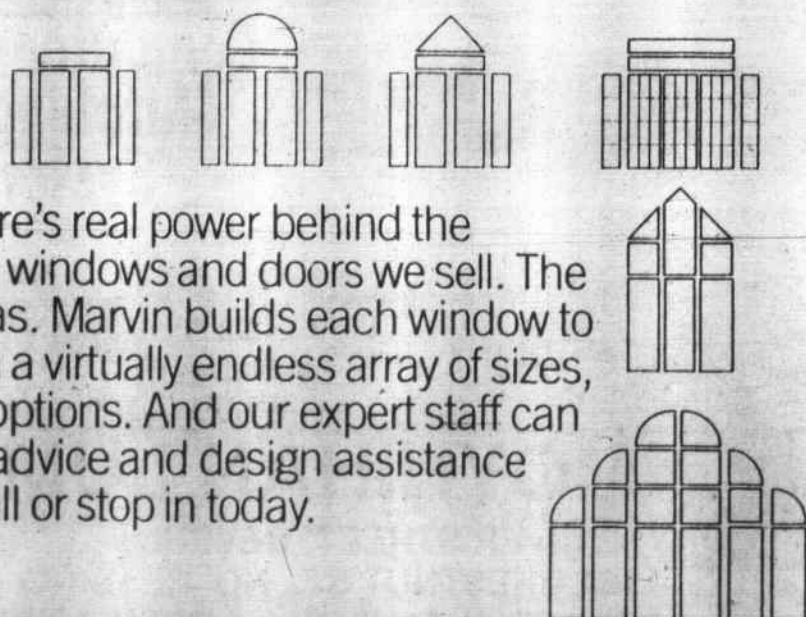 re's real power behind the
windows and doors we sell. The
as. Marvin builds each window to
a virtually endless array of sizes,
options. And our expert staff can
advice and design assistance
ll or stop in today.